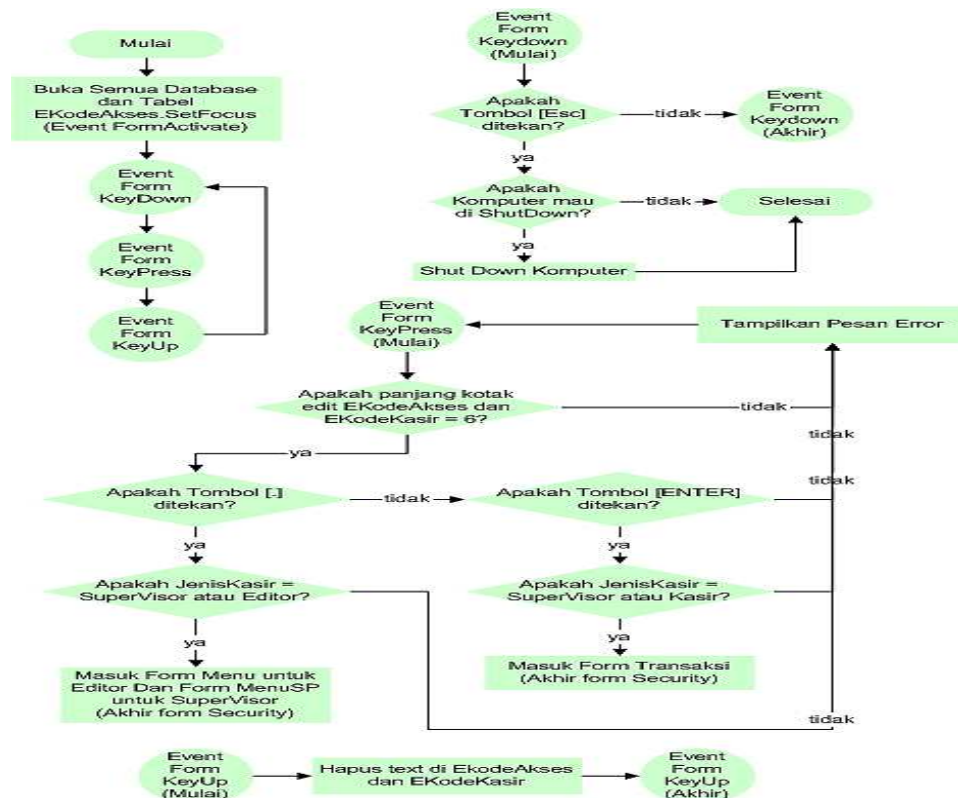 Mulai
Buka Semua Database
dan Tabel
EKodeAkses.SetFocus
(Event FormActivate)
Event
Form
KeyDown
Event
Form
KeyPress
Event
Form
KeyUp
Event
Form
Keydown
(Mulai)
Apakah
Tombol [Esc]
ditekan?
tidak
Event
Form
Keydown
(Akhir)
ya
Apakah
Komputer mau
di ShutDown?
tidak
Selesai
ya
Shut Down Komputer
Event
Form
KeyPress
(Mulai)
Tampilkan Pesan Error
Apakah panjang kotak
edit EKodeAkses dan
EKodeKasir = 6?
tidak
tidak
ya
Apakah Tombol [.]
ditekan?
tidak
Apakah Tombol [ENTER]
ditekan?
tidak
ya
ya
Apakah JenisKasir =
SuperVisor atau Editor?
Apakah JenisKasir =
SuperVisor atau Kasir?
ya
ya
Masuk Form Menu untuk
Editor Dan Form MenuSP
untuk SuperVisor
(Akhir form Security)
Masuk Form Transaksi
(Akhir form Security)
tidak
Event
Form
KeyUp
(Mulai)
Hapus text di EkodeAkses
dan EKodeKasir
Event
Form
KeyUp
(Akhir)